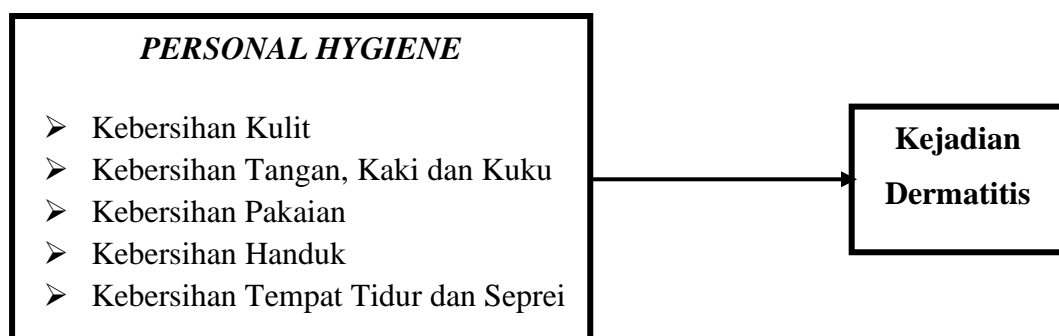 PERSONAL HYGIENE
➢ Kebersihan Kulit
➢ Kebersihan Tangan, Kaki dan Kuku
➢ Kebersihan Pakaian
➢ Kebersihan Handuk
➢ Kebersihan Tempat Tidur dan Seprei
Kejadian
Dermatitis